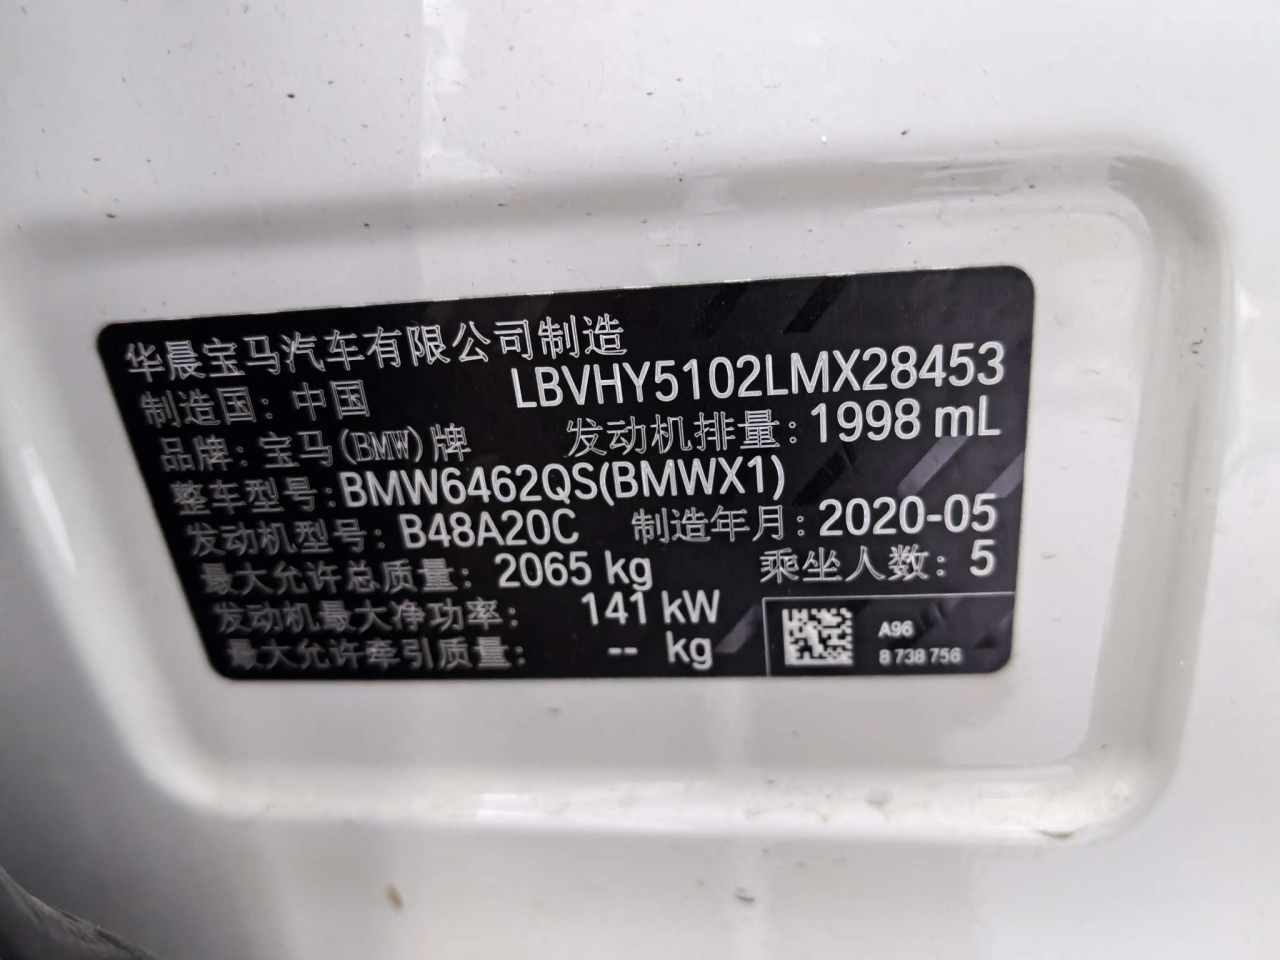 华晨宝马汽车有限公司制造
制造国: 中国 LBVHY5102LMX28453
品牌: 宝马(BMW)牌 发动机排量: 1998 mL
整车型号: BMW6462QS(BMWX1)
发动机型号: B48A20C 制造年月: 2020-05
最大允许总质量: 2065 kg 乘坐人数: 5
发动机最大净功率: 141 kW
最大允许牵引质量: -- kg
A96
8 738 756